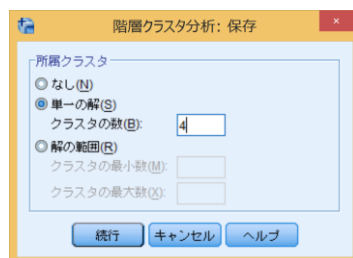 階層クラスタ分析: 保存
所属クラスタ
なし(N)
単一の解(S)
クラスタの数(B): 4
解の範囲(R)
クラスタの最小数(M):
クラスタの最大数(X):
続行 キャンセル ヘルプ